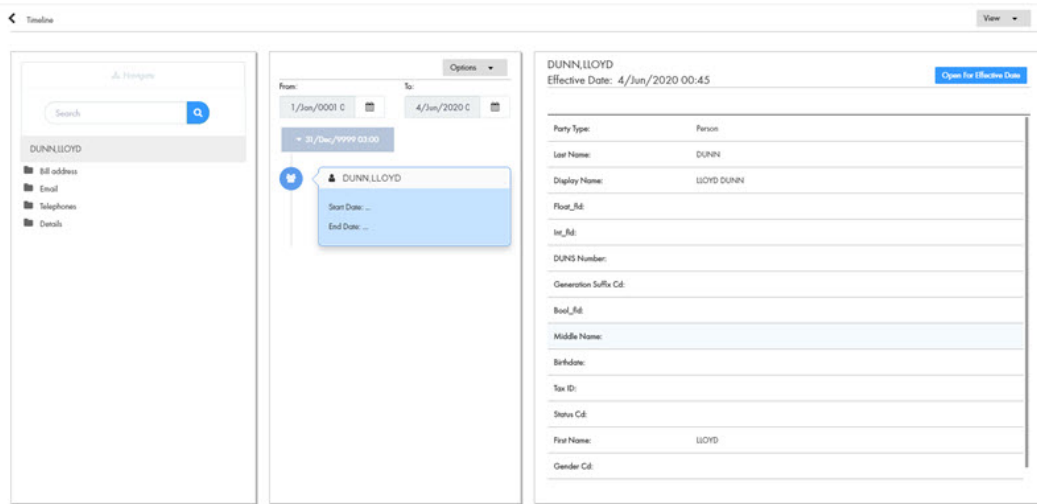 Timeline
View
Navigate
Search
DUNN,LLOYD
Bill address
Email
Telephones
Details
Options
From:
To:
1/Jan/0001 0
4/Jun/2020 0
31/Dec/9999 03:00
DUNN,LLOYD
Start Date: ...
End Date: ...
DUNN,LLOYD
Effective Date: 4/Jun/2020 00:45
Open For Effective Date
Party Type: Person
Last Name: DUNN
Display Name: LLOYD DUNN
Float_fld:
Int_fld:
DUNS Number:
Generation Suffix Cd:
Bool_fld:
Middle Name:
Birthdate:
Tax ID:
Status Cd:
First Name: LLOYD
Gender Cd: